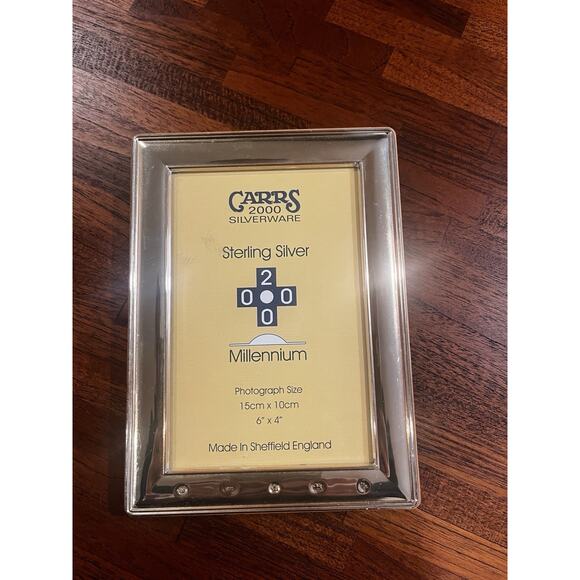 CARRS
2000
SILVERWARE
Sterling Silver
2
0 0
0
Millennium
Photograph Size
15cm x 10cm
6" x 4"
Made In Sheffield England